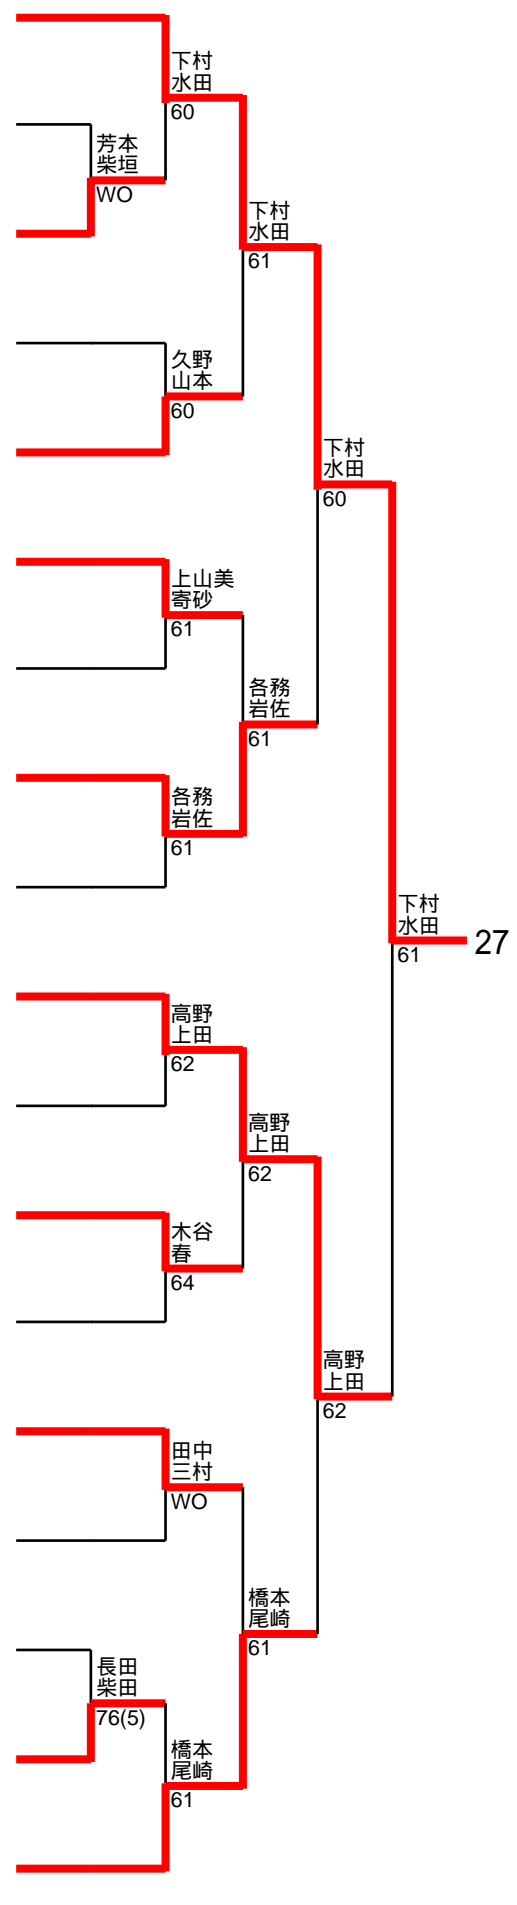 下村
水田
60
芳本
柴垣
WO
下村
水田
61
久野
山本
60
下村
水田
60
上山美
寄砂
61
各務
岩佐
61
各務
岩佐
61
下村
水田
61
27
高野
上田
62
高野
上田
62
木谷
春
64
高野
上田
62
田中
三村
WO
橋本
尾崎
61
長田
柴田
76(5)
橋本
尾崎
61